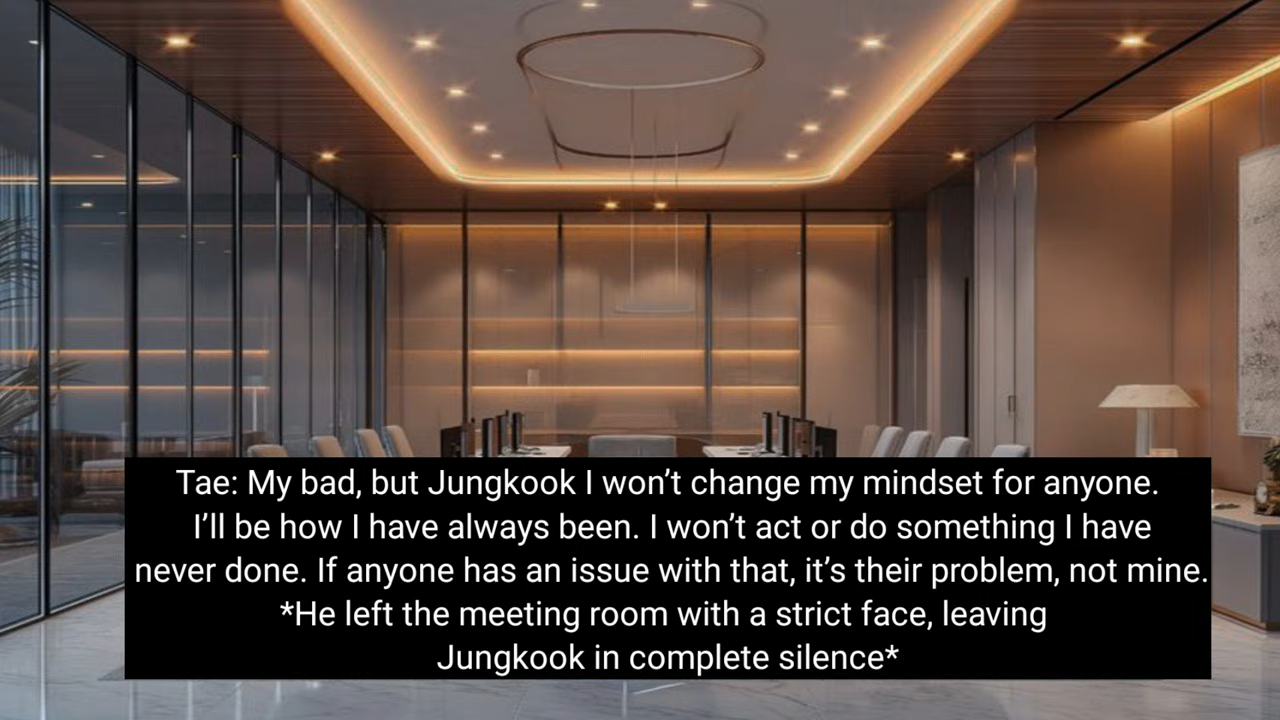 Tae: My bad, but Jungkook I won’t change my mindset for anyone.
I’ll be how I have always been. I won’t act or do something I have
never done. If anyone has an issue with that, it’s their problem, not mine.
*He left the meeting room with a strict face, leaving
Jungkook in complete silence*